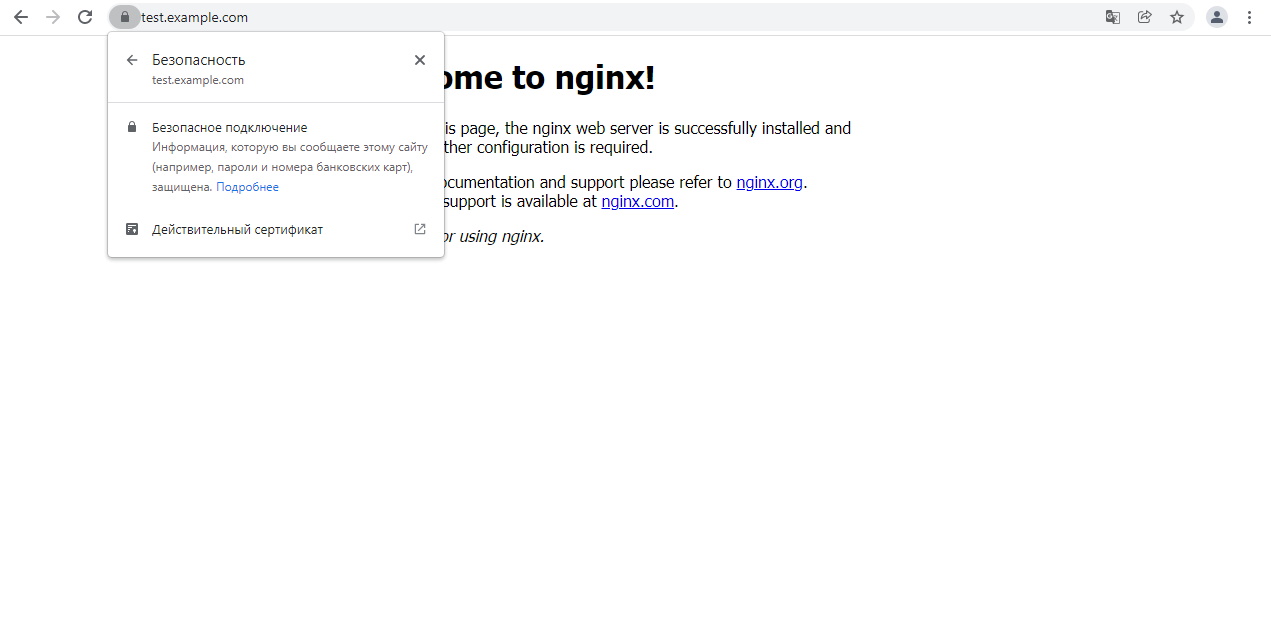 test.example.com
Безопасность
test.example.com
Безопасное подключение
Информация, которую вы сообщаете этому сайту
(например, пароли и номера банковских карт),
защищена. Подробнее
Действительный сертификат
ome to nginx!
is page, the nginx web server is successfully installed and
ther configuration is required.
ocumentation and support please refer to nginx.org.
support is available at nginx.com.
or using nginx.